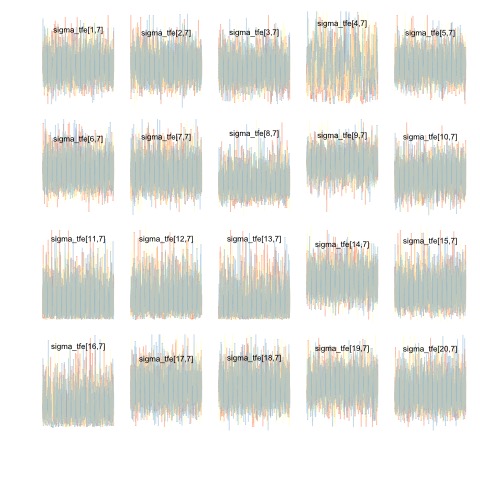 sigma_tfe[1,7]
sigma_tfe[2,7]
sigma_tfe[3,7]
sigma_tfe[4,7]
sigma_tfe[5,7]
sigma_tfe[6,7]
sigma_tfe[7,7]
sigma_tfe[8,7]
sigma_tfe[9,7]
sigma_tfe[10,7]
sigma_tfe[11,7]
sigma_tfe[12,7]
sigma_tfe[13,7]
sigma_tfe[14,7]
sigma_tfe[15,7]
sigma_tfe[16,7]
sigma_tfe[17,7]
sigma_tfe[18,7]
sigma_tfe[19,7]
sigma_tfe[20,7]